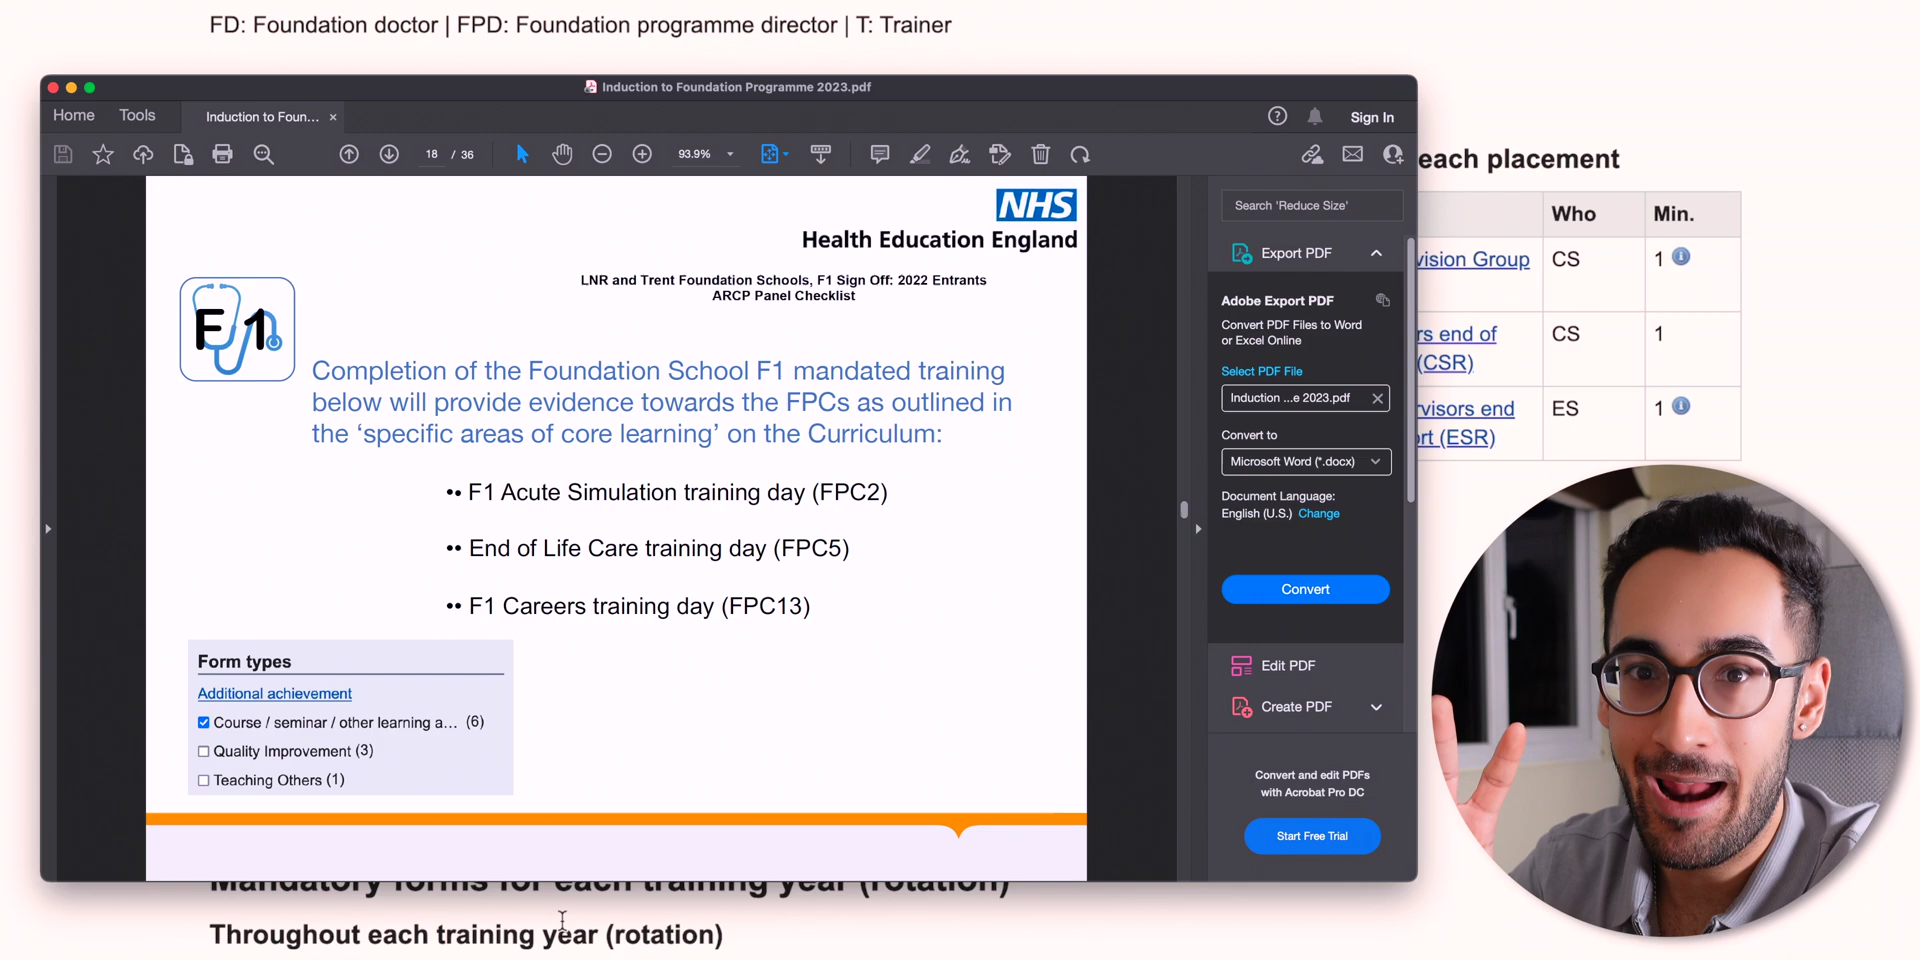 FD: Foundation doctor | FPD: Foundation programme director | T: Trainer
Induction to Foundation Programme 2023.pdf
Home
Tools
Induction to Foun...
Sign In
18 / 36
93.9%
NHS
Health Education England
LNR and Trent Foundation Schools, F1 Sign Off: 2022 Entrants
ARCP Panel Checklist
F1
Completion of the Foundation School F1 mandated training
below will provide evidence towards the FPCs as outlined in
the ‘specific areas of core learning’ on the Curriculum:
•• F1 Acute Simulation training day (FPC2)
•• End of Life Care training day (FPC5)
•• F1 Careers training day (FPC13)
Form types
Additional achievement
Course / seminar / other learning a... (6)
Quality Improvement (3)
Teaching Others (1)
Search 'Reduce Size'
Export PDF
Adobe Export PDF
Convert PDF Files to Word
or Excel Online
Select PDF File
Induction ...e 2023.pdf
Convert to
Microsoft Word (*.docx)
Document Language:
English (U.S.) Change
Convert
Edit PDF
Create PDF
Convert and edit PDFs
with Acrobat Pro DC
Start Free Trial
each placement
Who Min.
vision Group CS 1
rs end of CS 1
(CSR)
visors end ES 1
rt (ESR)
Mandatory forms for each training year (rotation)
Throughout each training year (rotation)